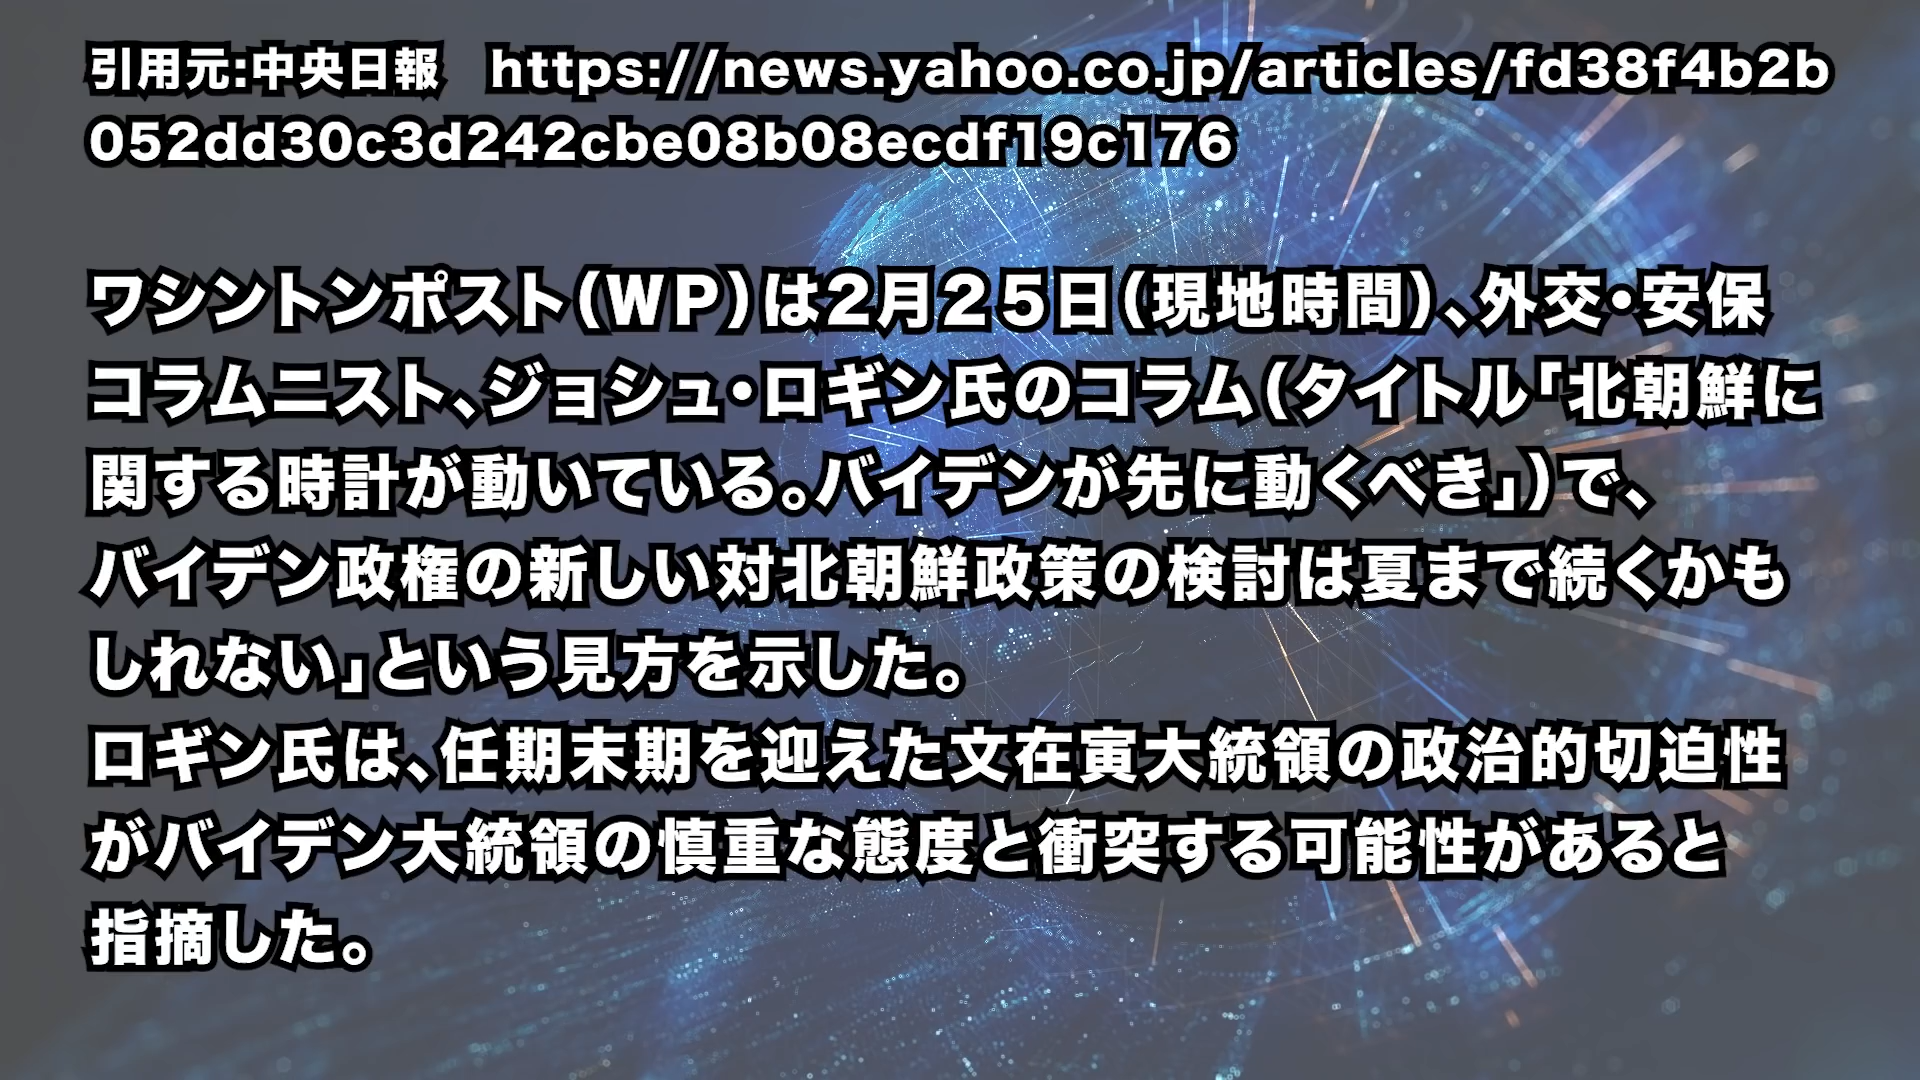 引用元:中央日報　https://news.yahoo.co.jp/articles/fd38f4b2b
052dd30c3d242cbe08b08ecdf19c176
ワシントンポスト（WP）は2月２５日（現地時間）、外交・安保
コラムニスト、ジョシュ・ロギン氏のコラム（タイトル「北朝鮮に
関する時計が動いている。バイデンが先に動くべき」）で、
バイデン政権の新しい対北朝鮮政策の検討は夏まで続くかも
しれない」という見方を示した。
ロギン氏は、任期末期を迎えた文在寅大統領の政治的切迫性
がバイデン大統領の慎重な態度と衝突する可能性があると
指摘した。